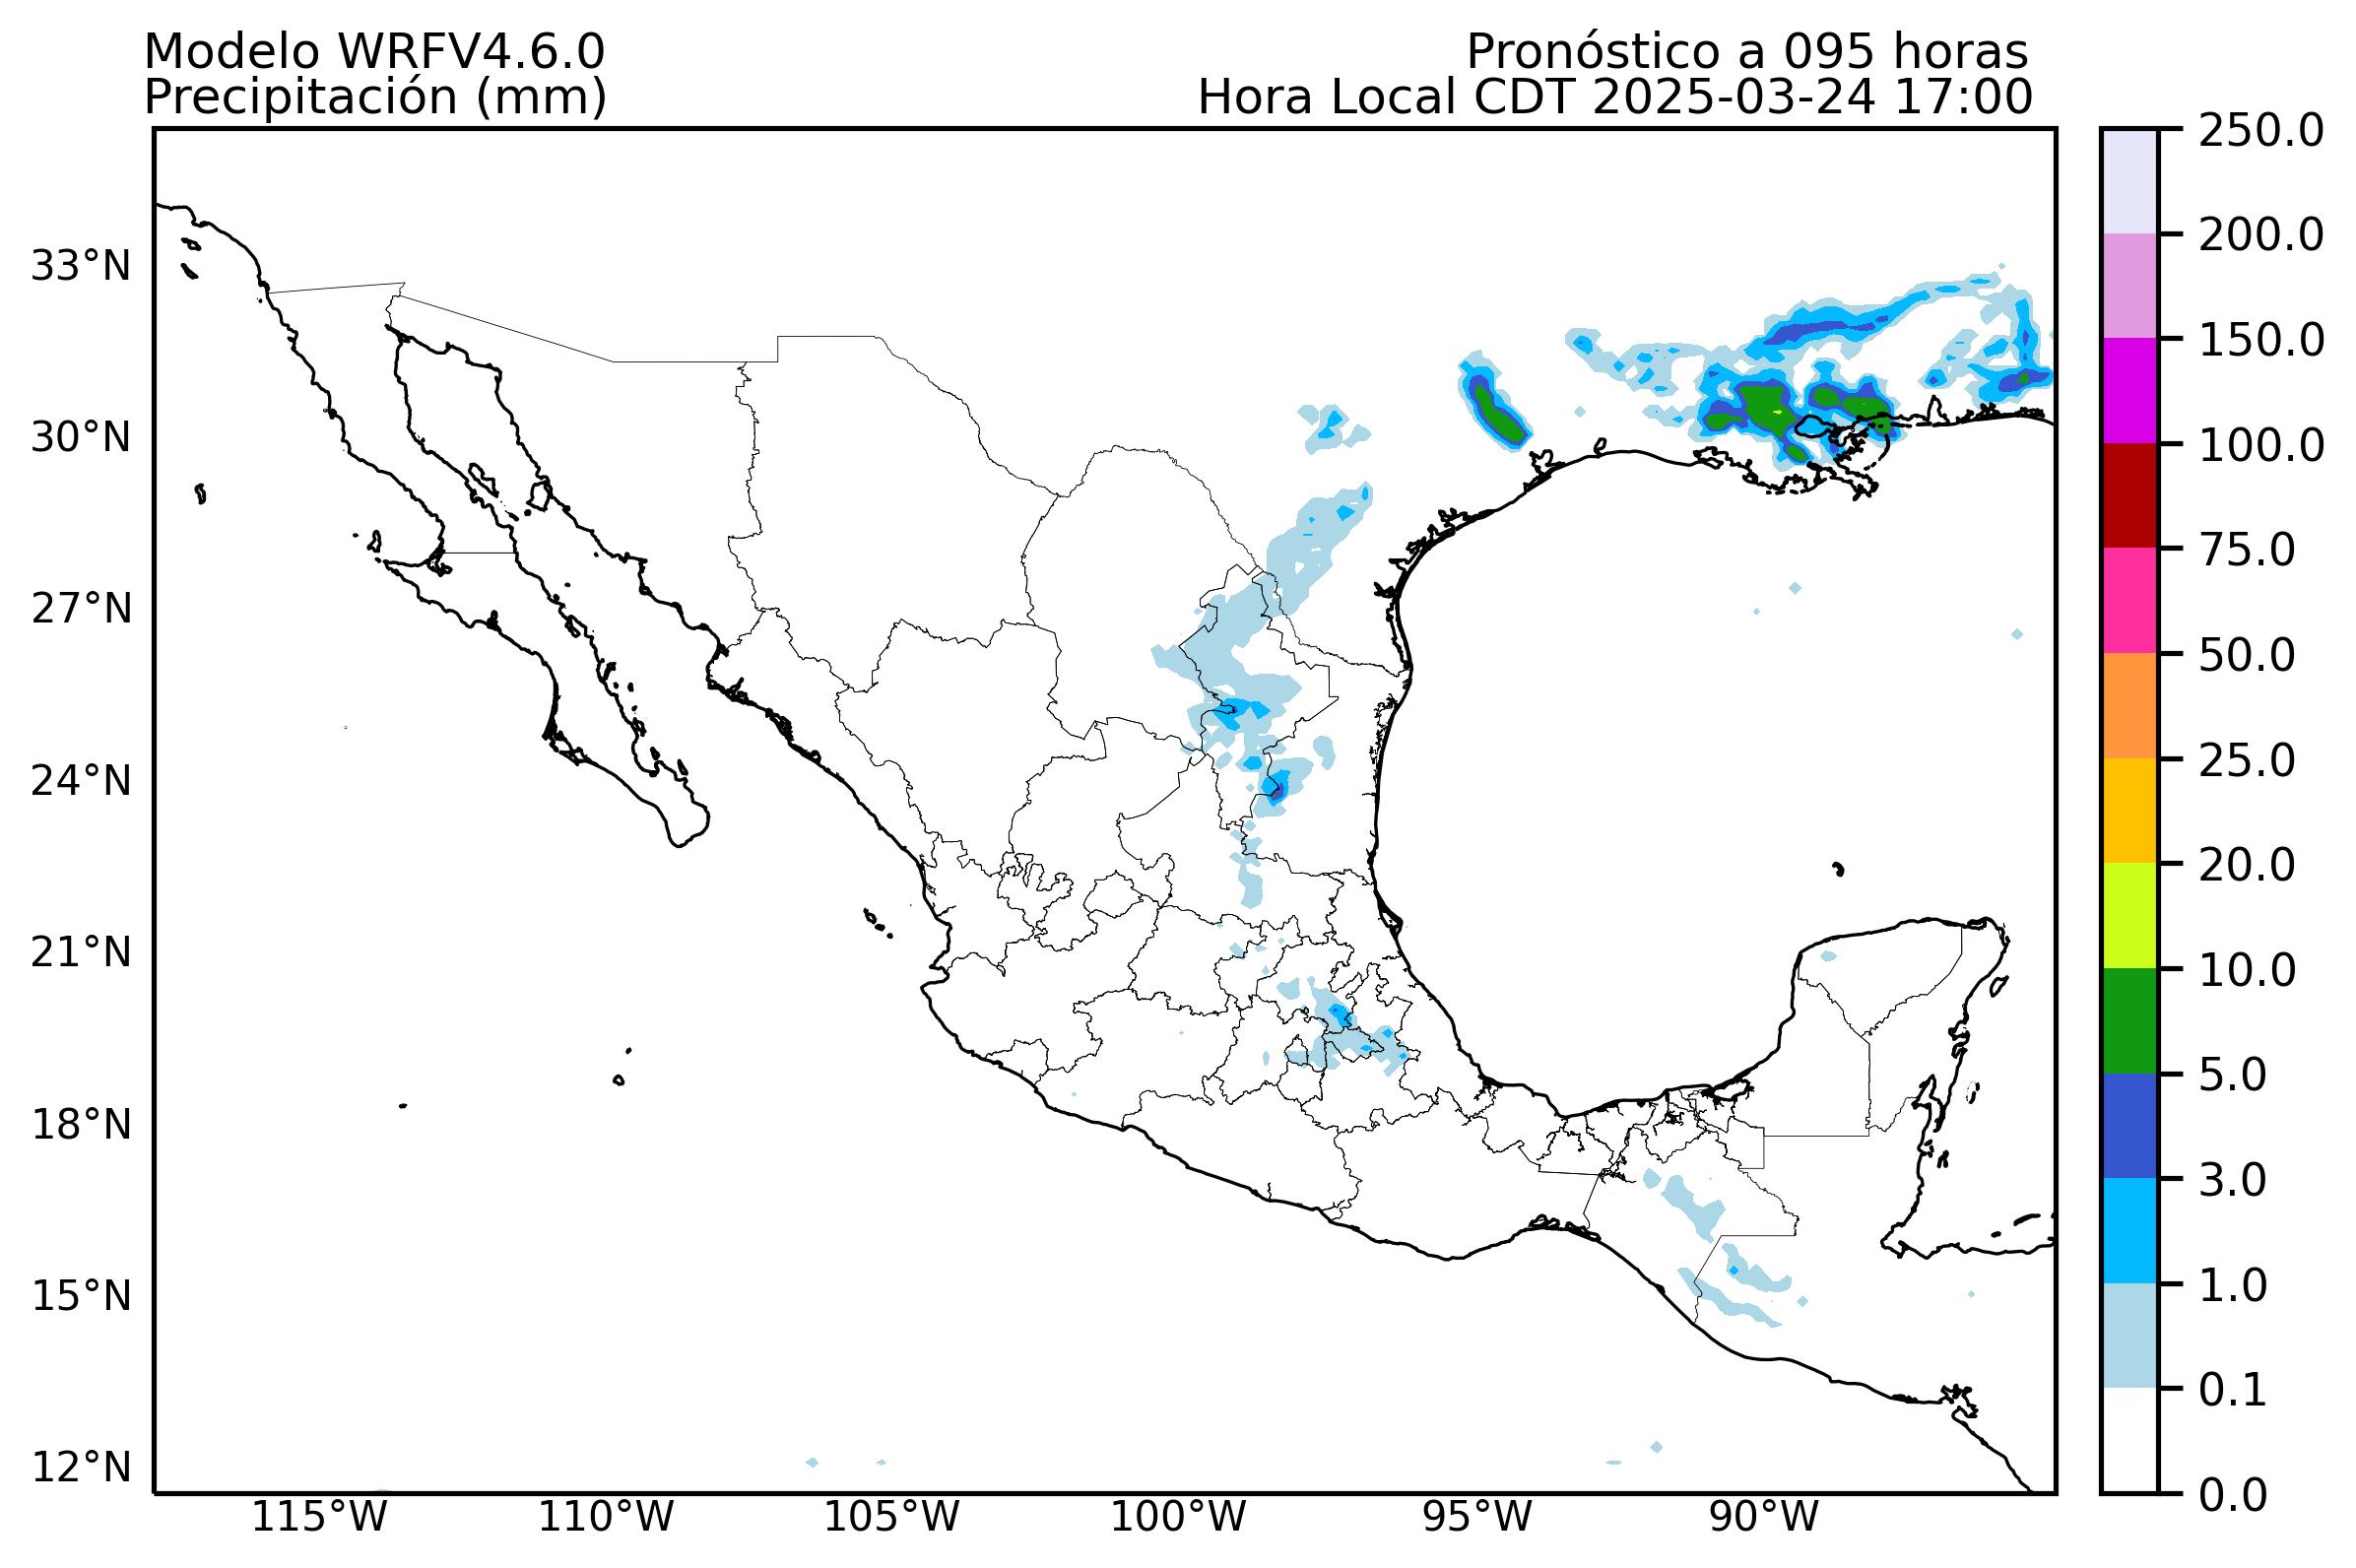 Modelo WRFV4.6.0
Pronóstico a 095 horas
Precipitación (mm)
Hora Local CDT 2025-03-24 17:00
33°N
30°N
27°N
24°N
21°N
18°N
15°N
12°N
115°W
110°W
105°W
100°W
95°W
90°W
250.0
200.0
150.0
100.0
75.0
50.0
25.0
20.0
10.0
5.0
3.0
1.0
0.1
0.0